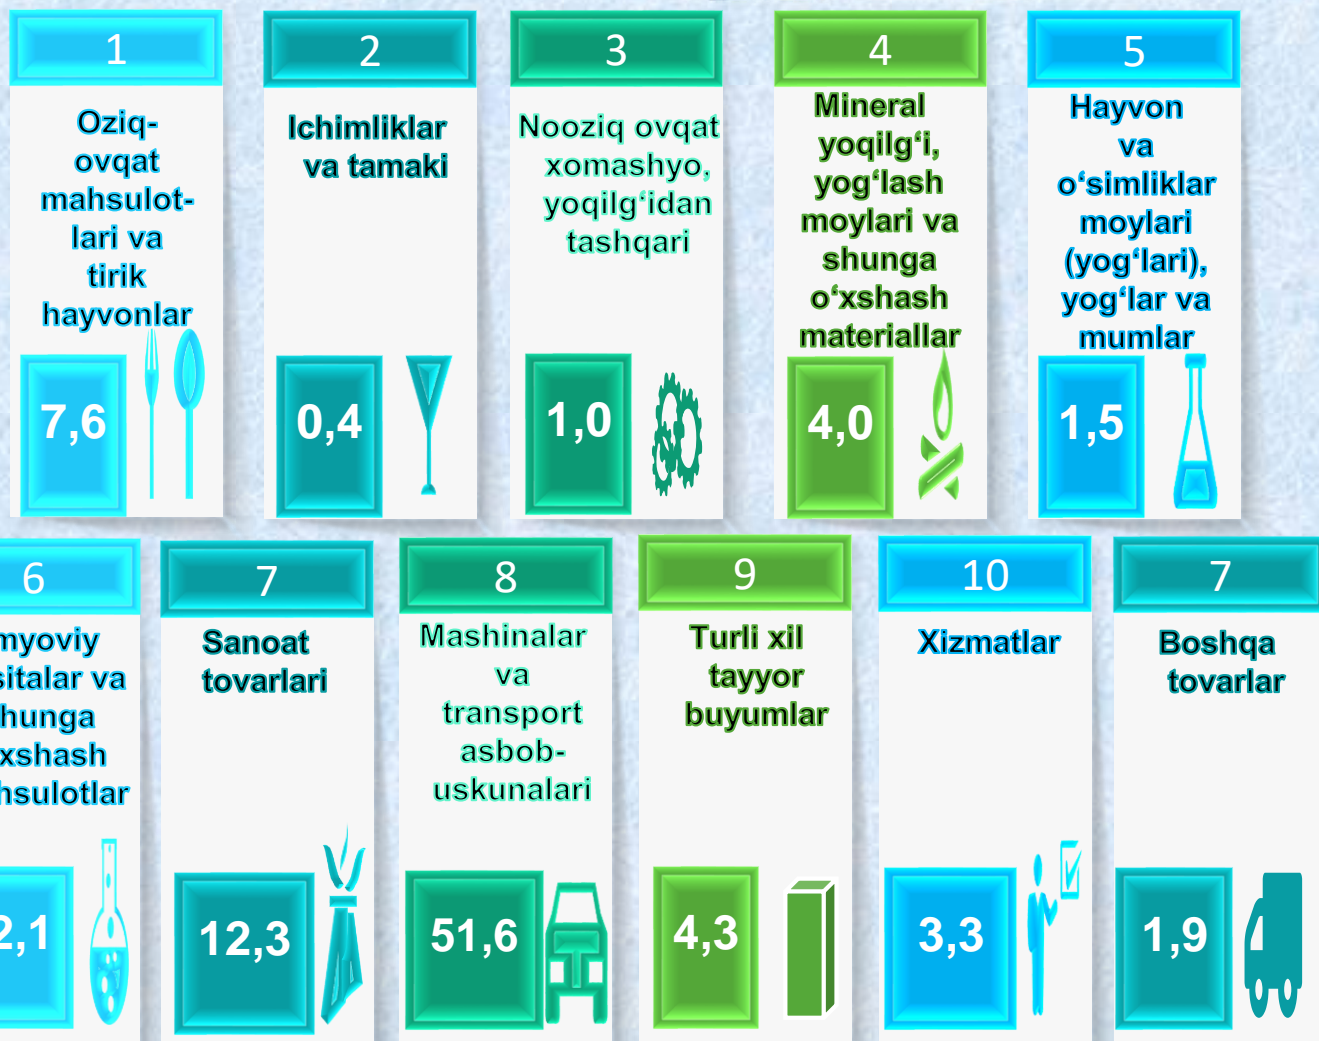 1
Oziq-
ovqat
mahsulot-
lari va
tirik
hayvonlar
7,6
2
Ichimliklar
va tamaki
0,4
3
Nooziq ovqat
xomashyo,
yoqilg‘idan
tashqari
1,0
4
Mineral
yoqilg‘i,
yog‘lash
moylari va
shunga
o‘xshash
materiallar
4,0
5
Hayvon
va
o‘simliklar
moylari
(yog‘lari),
yog‘lar va
mumlar
1,5
6
myoviy
sitalar va
hunga
xshash
hsulotlar
2,1
7
Sanoat
tovarlari
12,3
8
Mashinalar
va
transport
asbob-
uskunalari
51,6
9
Turli xil
tayyor
buyumlar
4,3
10
Xizmatlar
3,3
7
Boshqa
tovarlar
1,9